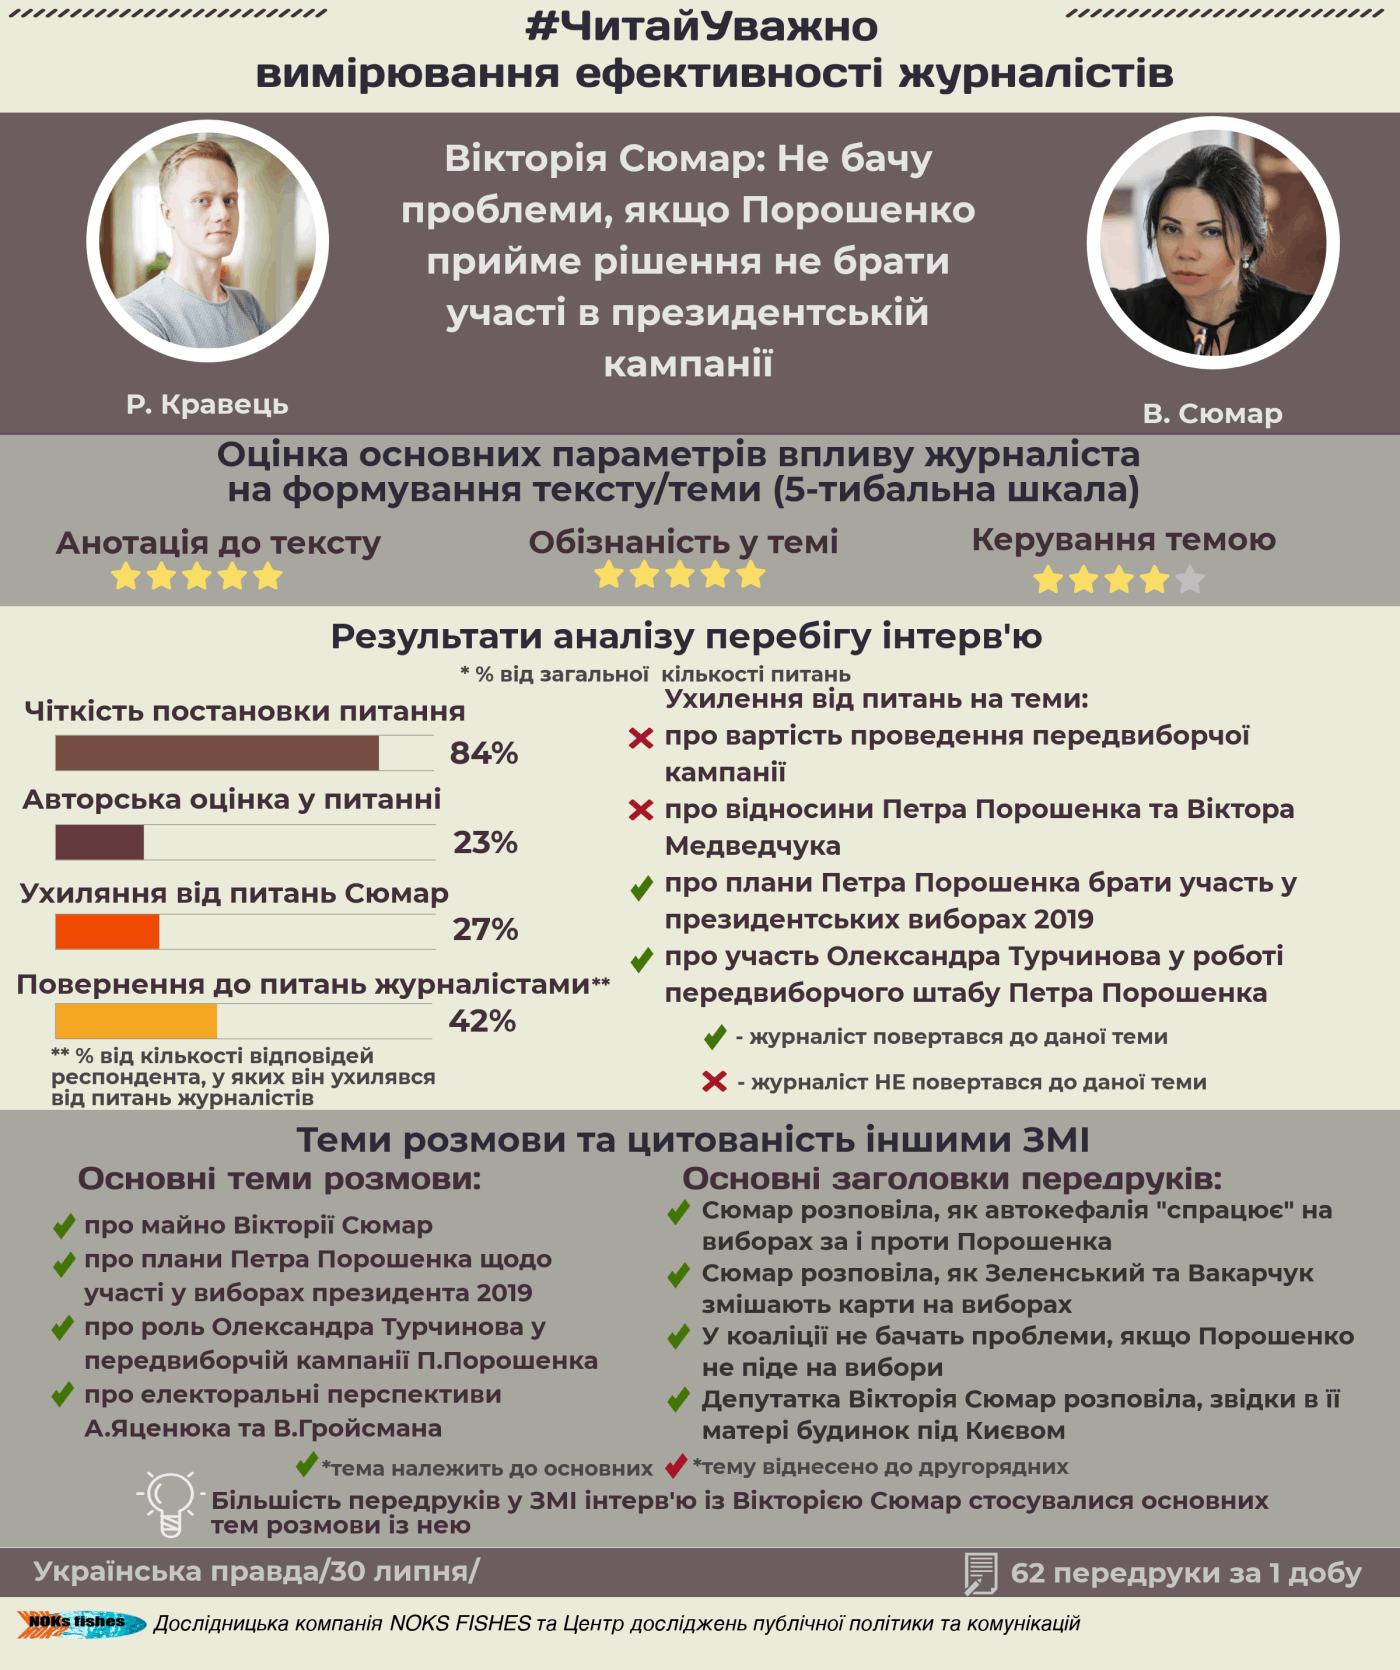 #ЧитайУважно
вимірювання ефективності журналістів
Вікторія Сюмар: Не бачу
проблеми, якщо Порошенко
прийме рішення не брати
участі в президентській
кампанії
Р. Кравець
В. Сюмар
Оцінка основних параметрів впливу журналіста
на формування тексту/теми (5-тибальна шкала)
Анотація до тексту
Обізнаність у темі
Керування темою
Результати аналізу перебігу інтерв'ю
* % від загальної кількості питань
Чіткість постановки питання
84%
Авторська оцінка у питанні
23%
Ухиляння від питань Сюмар
27%
Повернення до питань журналістами**
42%
** % від кількості відповідей
респондента, у яких він ухилявся
від питань журналістів
Ухилення від питань на теми:
про вартість проведення передвиборчої
кампанії
про відносини Петра Порошенка та Віктора
Медведчука
про плани Петра Порошенка брати участь у
президентських виборах 2019
про участь Олександра Турчинова у роботі
передвиборчого штабу Петра Порошенка
- журналіст повертався до даної теми
- журналіст НЕ повертався до даної теми
Теми розмови та цитованість іншими ЗМІ
Основні теми розмови:
про майно Вікторії Сюмар
про плани Петра Порошенка щодо
участі у виборах президента 2019
про роль Олександра Турчинова у
передвиборчій кампанії П.Порошенка
про електоральні перспективи
А.Яценюка та В.Гройсмана
Основні заголовки передруків:
Сюмар розповіла, як автокефалія "спрацює" на
виборах за і проти Порошенка
Сюмар розповіла, як Зеленський та Вакарчук
змішають карти на виборах
У коаліції не бачать проблеми, якщо Порошенко
не піде на вибори
Депутатка Вікторія Сюмар розповіла, звідки в її
матері будинок під Києвом
*тема належить до основних
*тему віднесено до другорядних
Більшість передруків у ЗМІ інтерв'ю із Вікторією Сюмар стосувалися основних
тем розмови із нею
Українська правда/30 липня/
62 передруки за 1 добу
NOKs fishes
Дослідницька компанія NOKS FISHES та Центр досліджень публічної політики та комунікацій